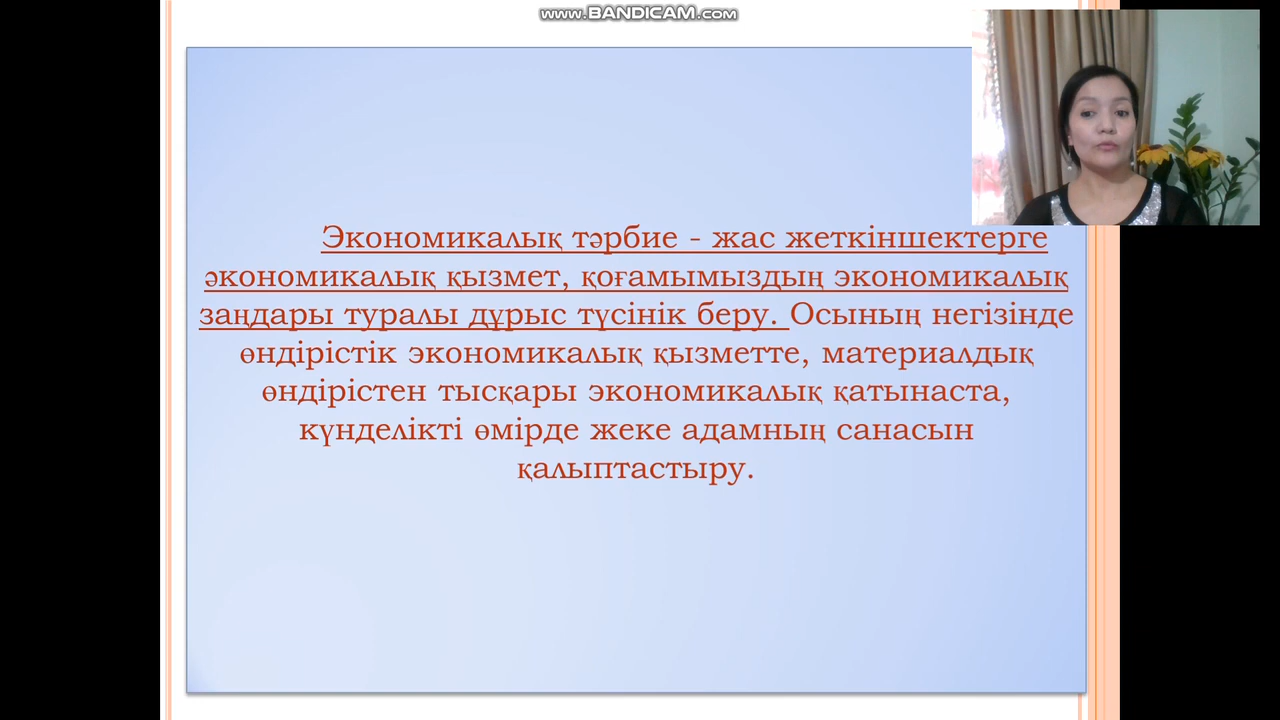 www.BANDICAM.com
Экономикалық тәрбие - жас жеткіншектерге
әкономикалық қызмет, қоғамымыздың экономикалық
заңдары туралы дұрыс түсінік беру. Осының негізінде
өндірістік экономикалық қызметте, материалдық
өндірістен тысқары экономикалық қатынаста,
күнделікті өмірде жеке адамның санасын
қалыптастыру.